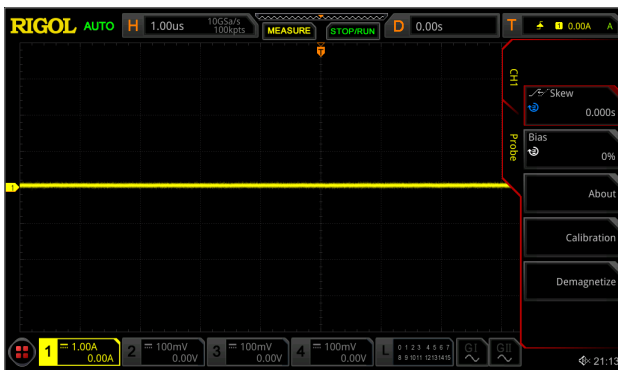 RIGOL AUTO H 1.00us 10GSa/s 100kpts MEASURE STOP/RUN D 0.00s T 1 0.00A A
T
CH1
Skew
0.000s
Probe
Bias
0%
1
About
Calibration
Demagnetize
1 1.00A 0.00A 2 100mV 0.00V 3 100mV 0.00V 4 100mV 0.00V L 0 1 2 3 4 5 6 7 8 9 10 11 12 13 14 15 GI GII
21:13